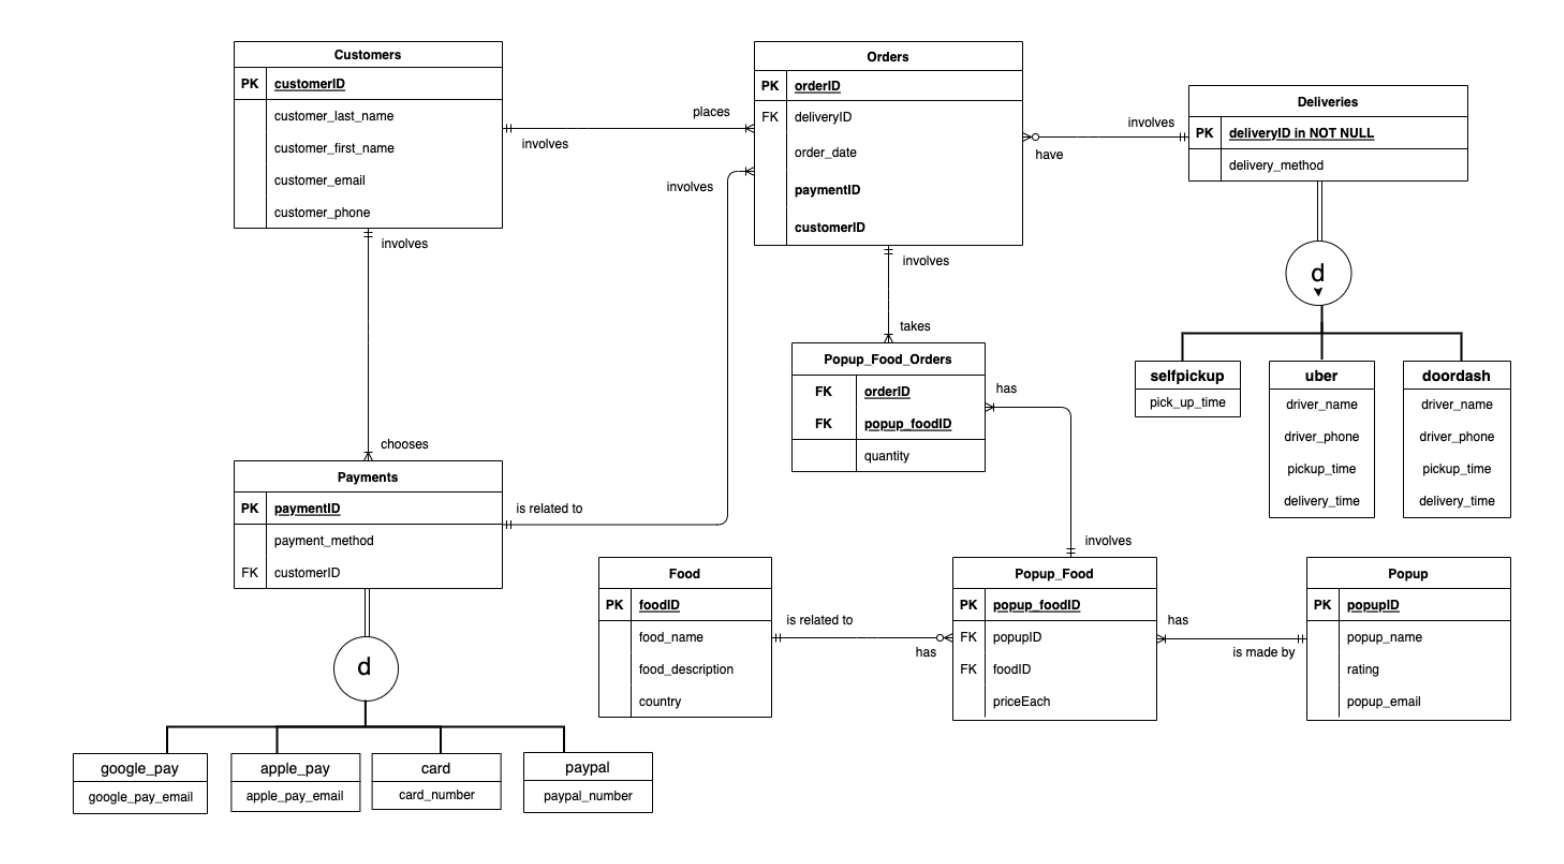 Customers
PK customerID
customer_last_name
customer_first_name
customer_email
customer_phone
places
involves
involves
involves
Orders
PK orderID
FK deliveryID
order_date
paymentID
customerID
involves
have
Deliveries
PK deliveryID in NOT NULL
delivery_method
d
selfpickup
pick_up_time
uber
driver_name
driver_phone
pickup_time
delivery_time
doordash
driver_name
driver_phone
pickup_time
delivery_time
involves
takes
Popup_Food_Orders
FK orderID
FK popup_foodID
quantity
has
involves
chooses
Payments
PK paymentID
payment_method
FK customerID
is related to
d
google_pay
google_pay_email
apple_pay
apple_pay_email
card
card_number
paypal
paypal_number
Food
PK foodID
food_name
food_description
country
is related to
has
Popup_Food
PK popup_foodID
FK popupID
FK foodID
priceEach
has
is made by
Popup
PK popupID
popup_name
rating
popup_email